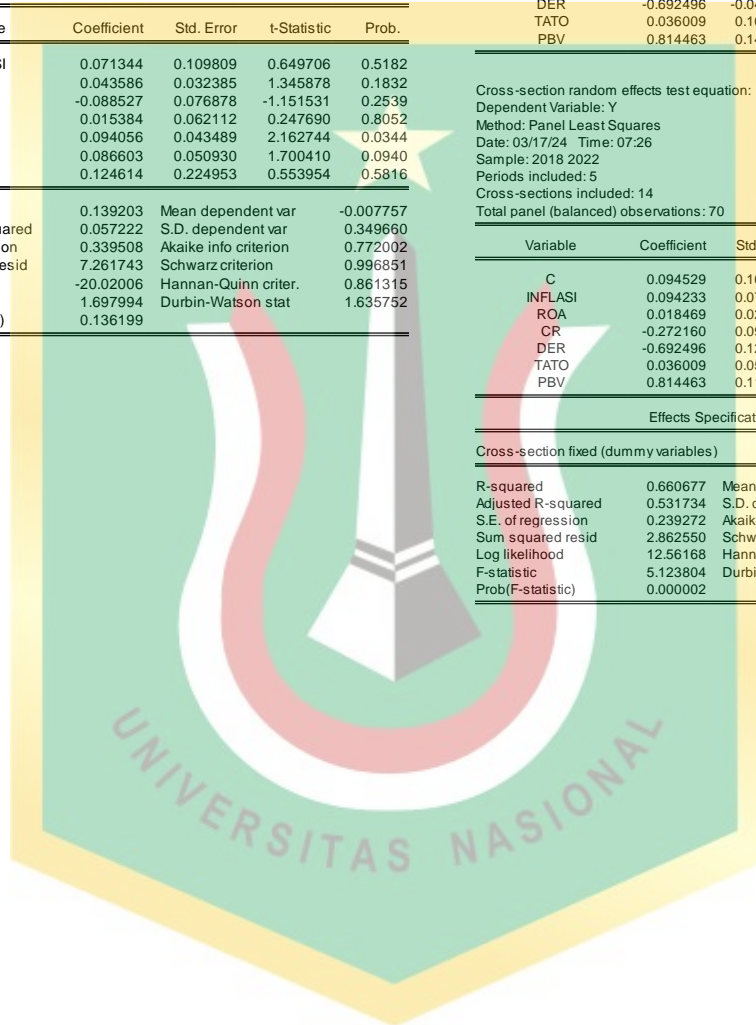 Coefficient Std. Error t-Statistic Prob.
0.071344 0.109809 0.649706 0.5182
0.043586 0.032385 1.345878 0.1832
-0.088527 0.076878 -1.151531 0.2539
0.015384 0.062112 0.247690 0.8052
0.094056 0.043489 2.162744 0.0344
0.086603 0.050930 1.700410 0.0940
0.124614 0.224953 0.553954 0.5816
0.139203 Mean dependent var -0.007757
0.057222 S.D. dependent var 0.349660
0.339508 Akaike info criterion 0.772002
7.261743 Schwarz criterion 0.996851
-20.02006 Hannan-Quinn criter. 0.861315
1.697994 Durbin-Watson stat 1.635752
0.136199
DER -0.692496
TATO 0.036009
PBV 0.814463
Cross-section random effects test equation:
Dependent Variable: Y
Method: Panel Least Squares
Date: 03/17/24 Time: 07:26
Sample: 2018 2022
Periods included: 5
Cross-sections included: 14
Total panel (balanced) observations: 70
Variable Coefficient Std
C 0.094529
INFLASI 0.094233
ROA 0.018469
CR -0.272160
DER -0.692496
TATO 0.036009
PBV 0.814463
Effects Specificat
Cross-section fixed (dummy variables)
R-squared 0.660677 Mean
Adjusted R-squared 0.531734 S.D.
S.E. of regression 0.239272 Akaik
Sum squared resid 2.862550 Schw
Log likelihood 12.56168 Hann
F-statistic 5.123804 Durbi
Prob(F-statistic) 0.000002
UNIVERSITAS NASIONAL